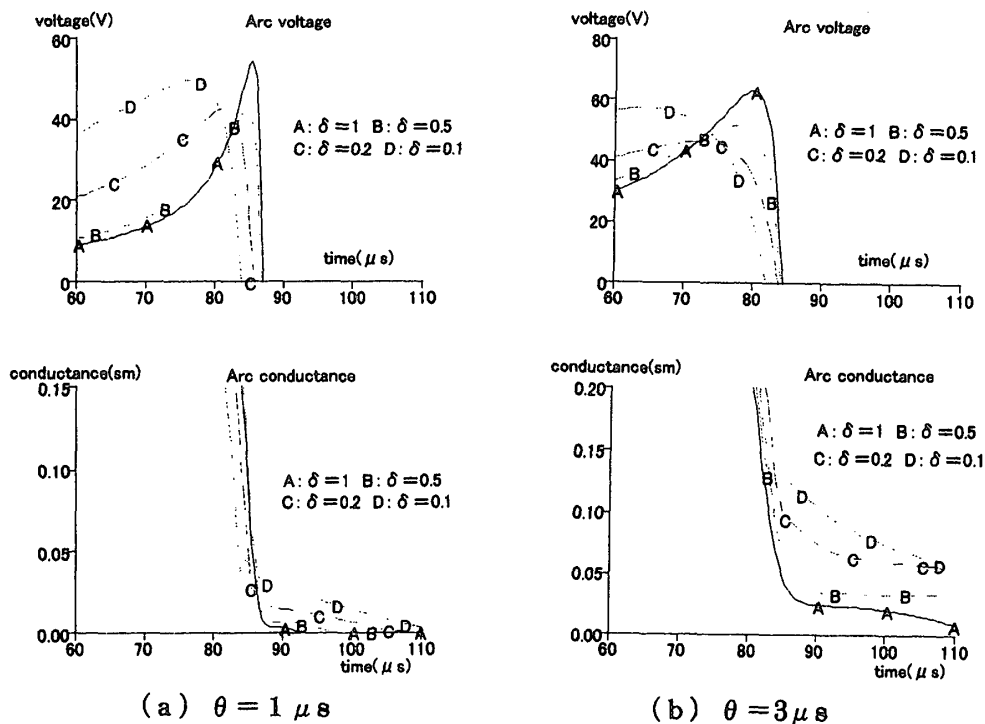 voltage(V) Arc voltage
60
40
20
0
A: δ=1 B: δ=0.5
C: δ=0.2 D: δ=0.1
D
D
C
C
B
A
B
A
B
A
C
time(μs)
60 70 80 90 100 110
voltage(V) Arc voltage
80
60
40
20
0
A: δ=1 B: δ=0.5
C: δ=0.2 D: δ=0.1
D
A
C
B
A
B
C
D
A
B
time(μs)
60 70 80 90 100 110
conductance(sm) Arc conductance
0.15
0.10
0.05
0.00
A: δ=1 B: δ=0.5
C: δ=0.2 D: δ=0.1
C
D
A
B
C
D
A
B
C
D
A
60 70 80 90 100 110
time(μs)
conductance(sm) Arc conductance
0.20
0.15
0.10
0.05
0.00
A: δ=1 B: δ=0.5
C: δ=0.2 D: δ=0.1
B
C
D
A
B
C
D
A
B
C
D
A
60 70 80 90 100 110
time(μs)
(a) θ=1μs
(b) θ=3μs